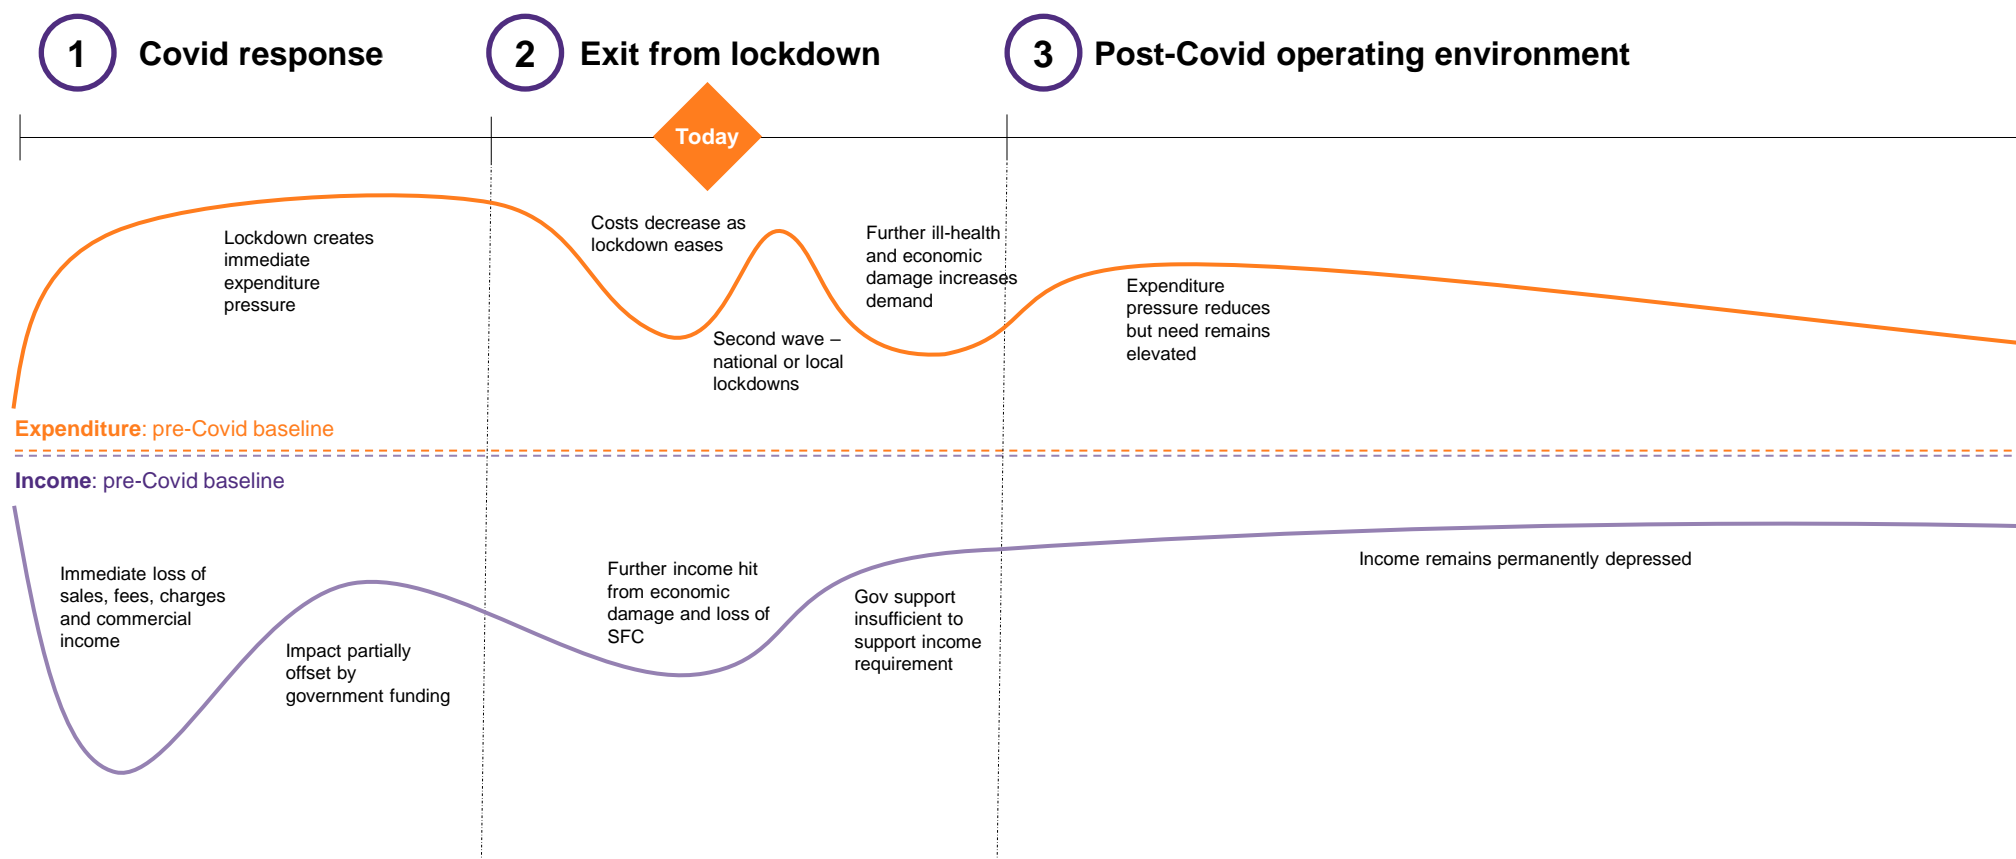 1 Covid response
2 Exit from lockdown
3 Post-Covid operating environment
Today
Lockdown creates
immediate
expenditure
pressure
Costs decrease as
lockdown eases
Second wave –
national or local
lockdowns
Further ill-health
and economic
damage increases
demand
Expenditure
pressure reduces
but need remains
elevated
Expenditure: pre-Covid baseline
Income: pre-Covid baseline
Immediate loss of
sales, fees, charges
and commercial
income
Impact partially
offset by
government funding
Further income hit
from economic
damage and loss of
SFC
Gov support
insufficient to
support income
requirement
Income remains permanently depressed